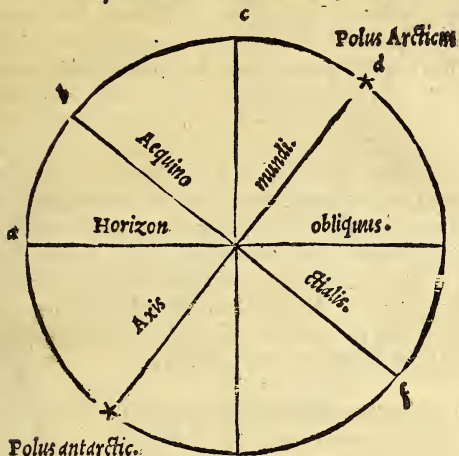 c
Polus Arcticus
d
b
Aequino
mundi.
a
Horizon
obliquus.
Axis
ctialis.
f
Polus antarctic.